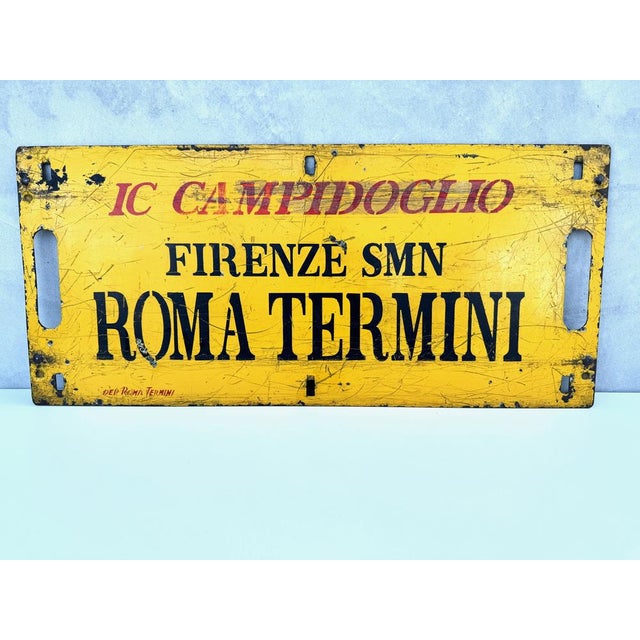 IC CAMPIDOGLIO
FIRENZE SMN
ROMA TERMINI
DEP ROMA TERMINI